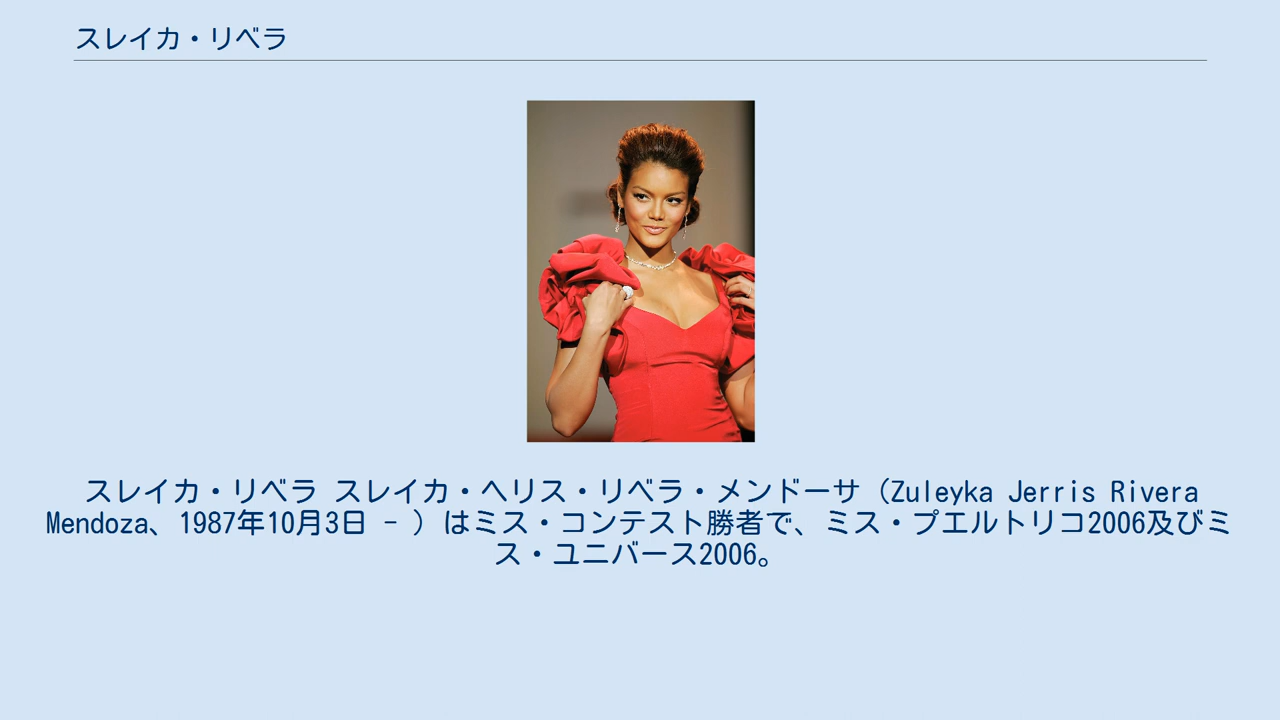 スレイカ・リベラ
スレイカ・リベラ スレイカ・ヘリス・リベラ・メンドーサ（Zuleyka Jerris Rivera
Mendoza、1987年10月3日 - ）はミス・コンテスト勝者で、ミス・プエルトリコ2006及びミ
ス・ユニバース2006。